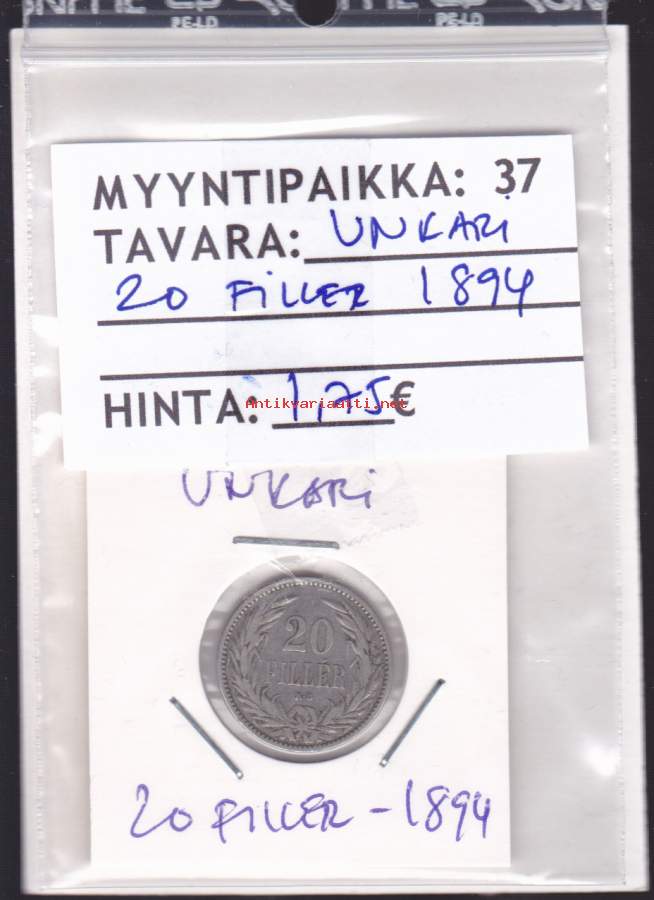 PE-LD
PE-LD
MYYNTIPAIKKA: 37
TAVARA: UNKARI
20 FILLER 1894
HINTA: 1,75 €
Antikvariaatti.net
UNKARI
20
FILLÉR
K.B.
20 FILLER - 1894